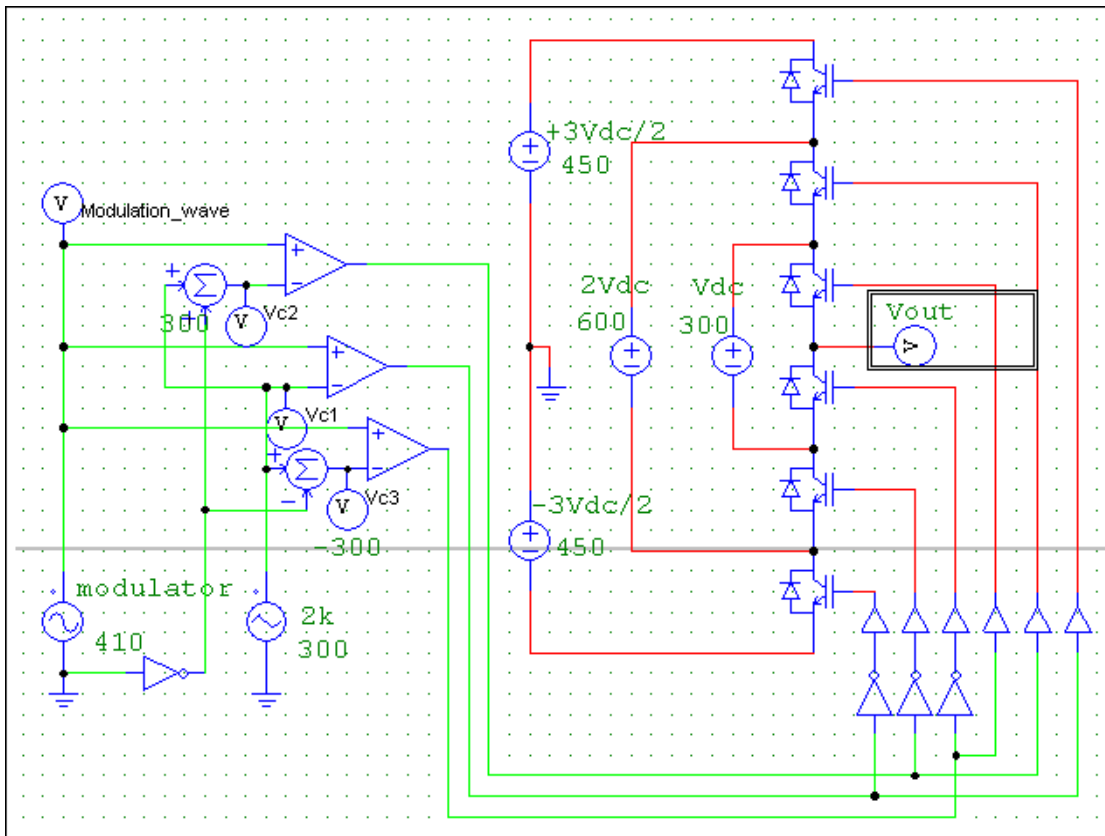 +3Vdc/2
450
V
Modulation_wave
+
-
+
Σ
+
300
V
Vc2
2Vdc
600
Vdc
300
Vout
V
+
-
V
Vc1
+
-
+
Σ
-
V
Vc3
-300
-3Vdc/2
450
modulator
410
2k
300